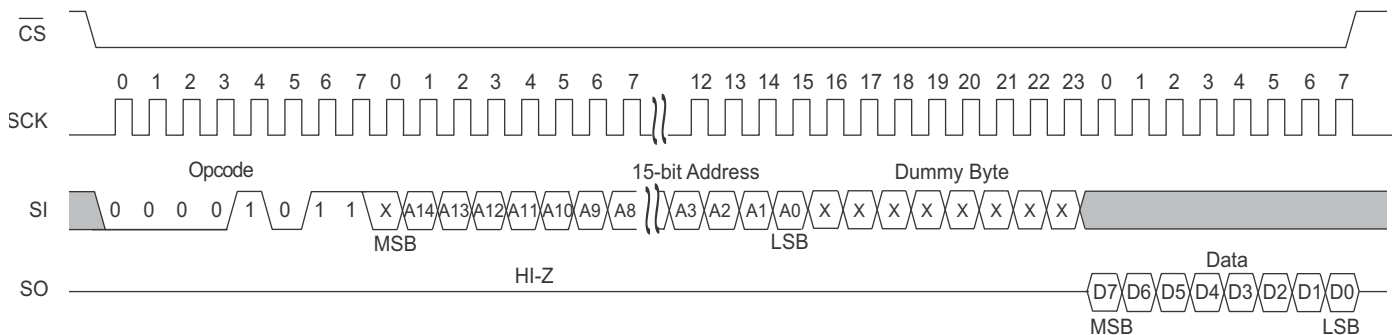 CS
0 1 2 3 4 5 6 7 0 1 2 3 4 5 6 7 12 13 14 15 16 17 18 19 20 21 22 23 0 1 2 3 4 5 6 7
SCK
Opcode 15-bit Address Dummy Byte
SI 0 0 0 0 1 0 1 1 X A14 A13 A12 A11 A10 A9 A8 A3 A2 A1 A0 X X X X X X X X
MSB LSB
HI-Z Data
SO D7 D6 D5 D4 D3 D2 D1 D0
MSB LSB